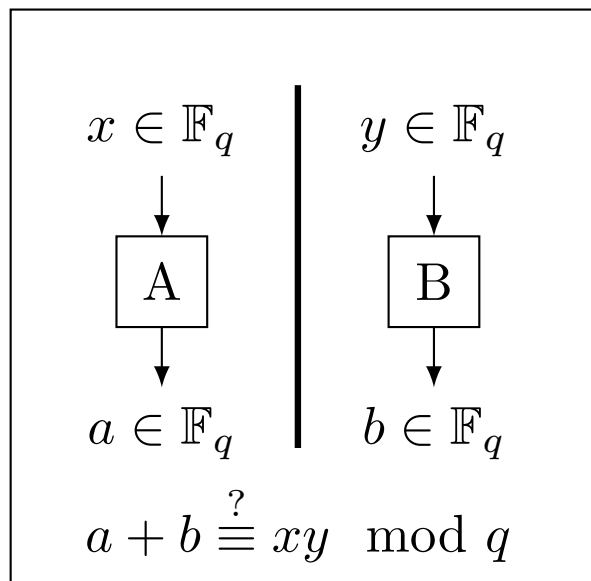 x ∈ 𝔽_q y ∈ 𝔽_q
A B
a ∈ 𝔽_q b ∈ 𝔽_q
a + b ≡^? xy mod q